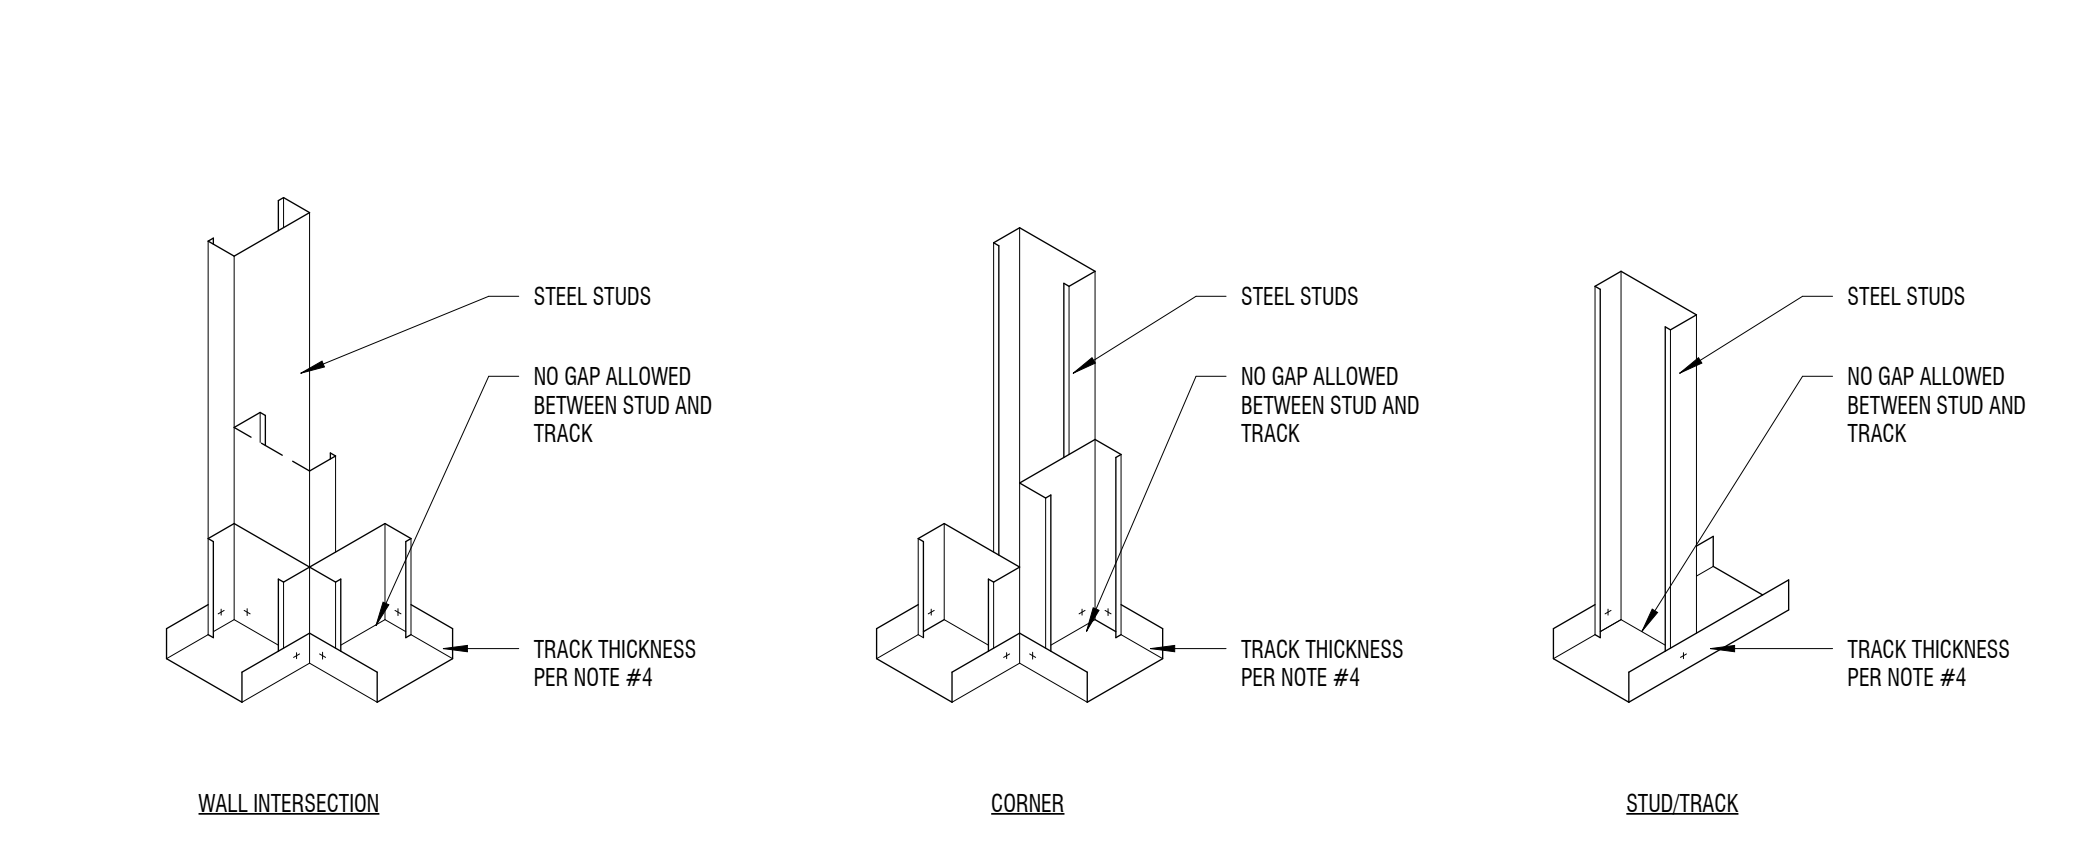 STEEL STUDS
NO GAP ALLOWED
BETWEEN STUD AND
TRACK
TRACK THICKNESS
PER NOTE #4
WALL INTERSECTION
STEEL STUDS
NO GAP ALLOWED
BETWEEN STUD AND
TRACK
TRACK THICKNESS
PER NOTE #4
CORNER
STEEL STUDS
NO GAP ALLOWED
BETWEEN STUD AND
TRACK
TRACK THICKNESS
PER NOTE #4
STUD/TRACK